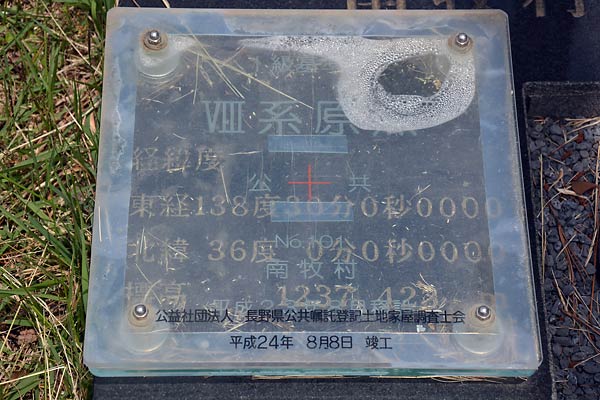 1級基
Ⅷ系原点
経緯度
公 共
東経138度30分0秒0000
No.104
北緯 36度 0分0秒0000
南牧村
標高 1237.422
公益社団法人 長野県公共嘱託登記土地家屋調査士会
平成24年 8月8日 竣工